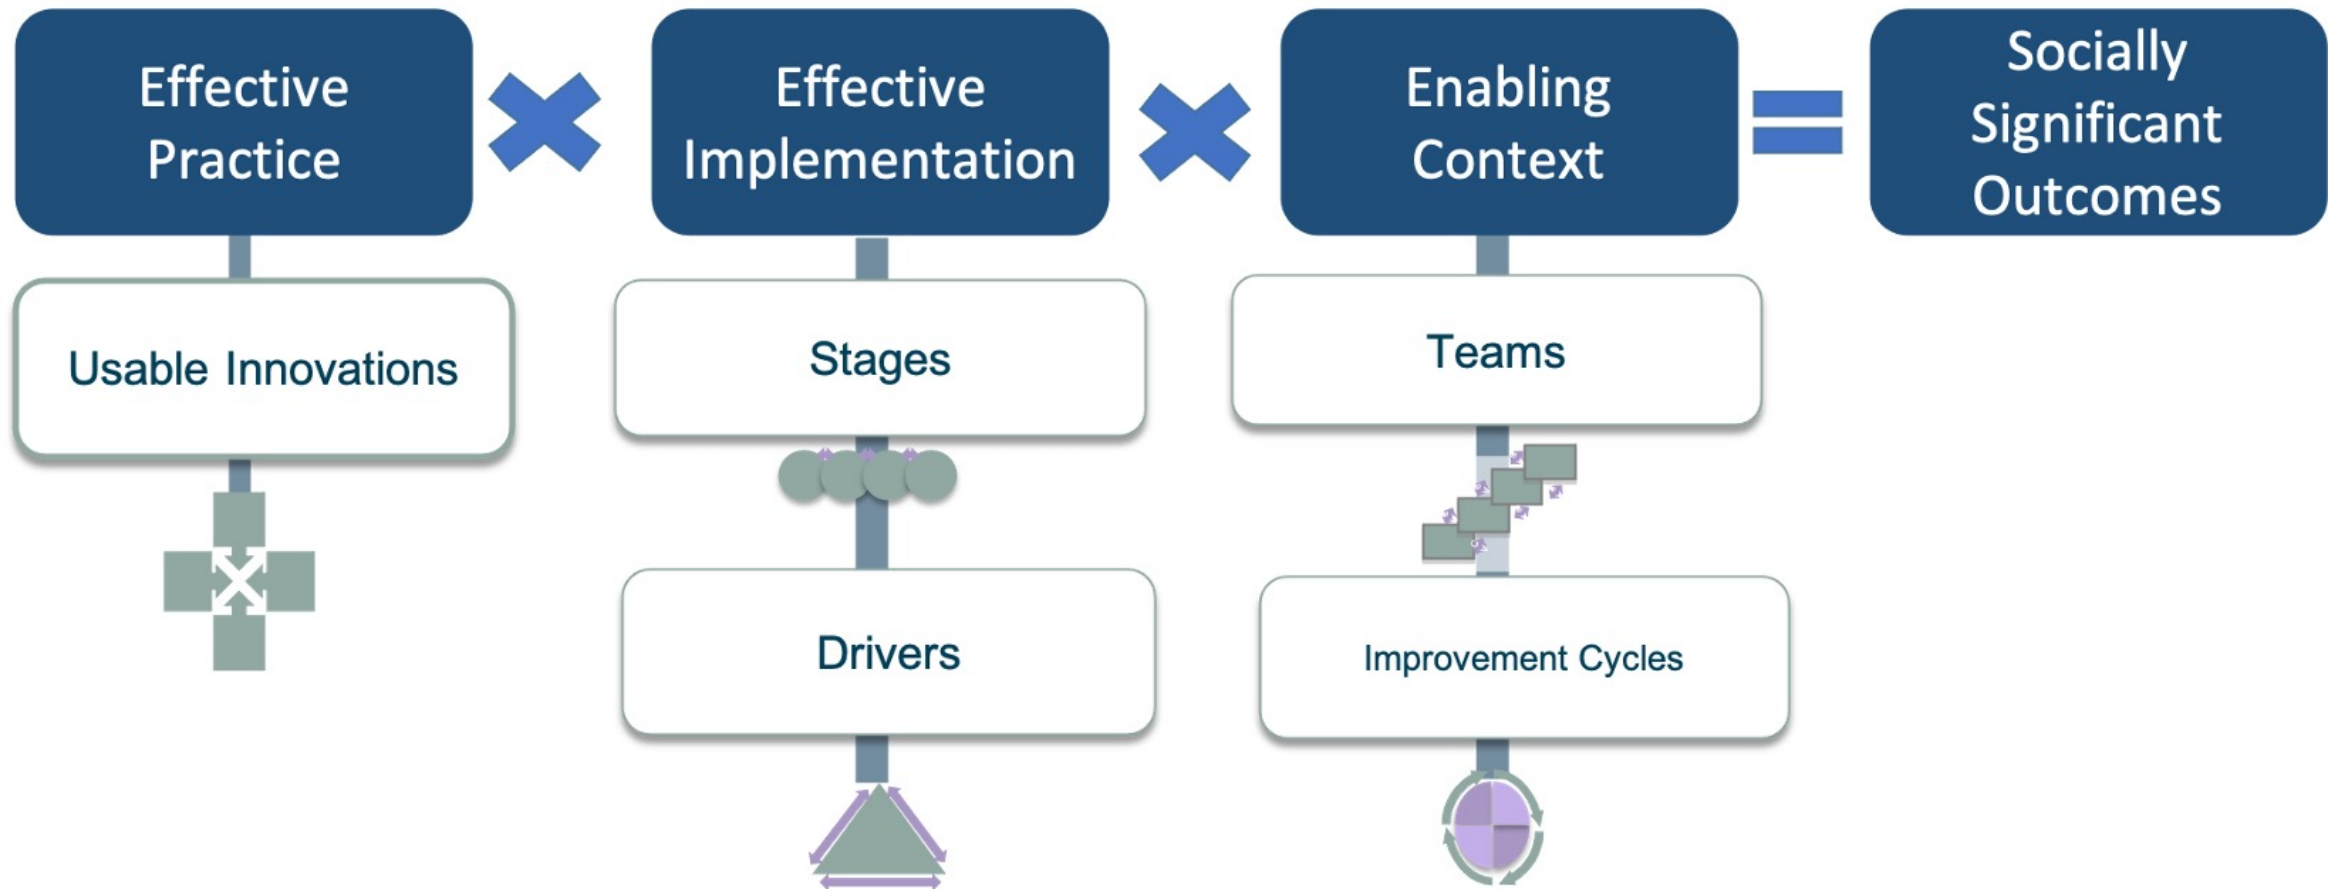 Effective
Practice
Effective
Implementation
Enabling
Context
Socially
Significant
Outcomes
Usable Innovations
Stages
Teams
Drivers
Improvement Cycles